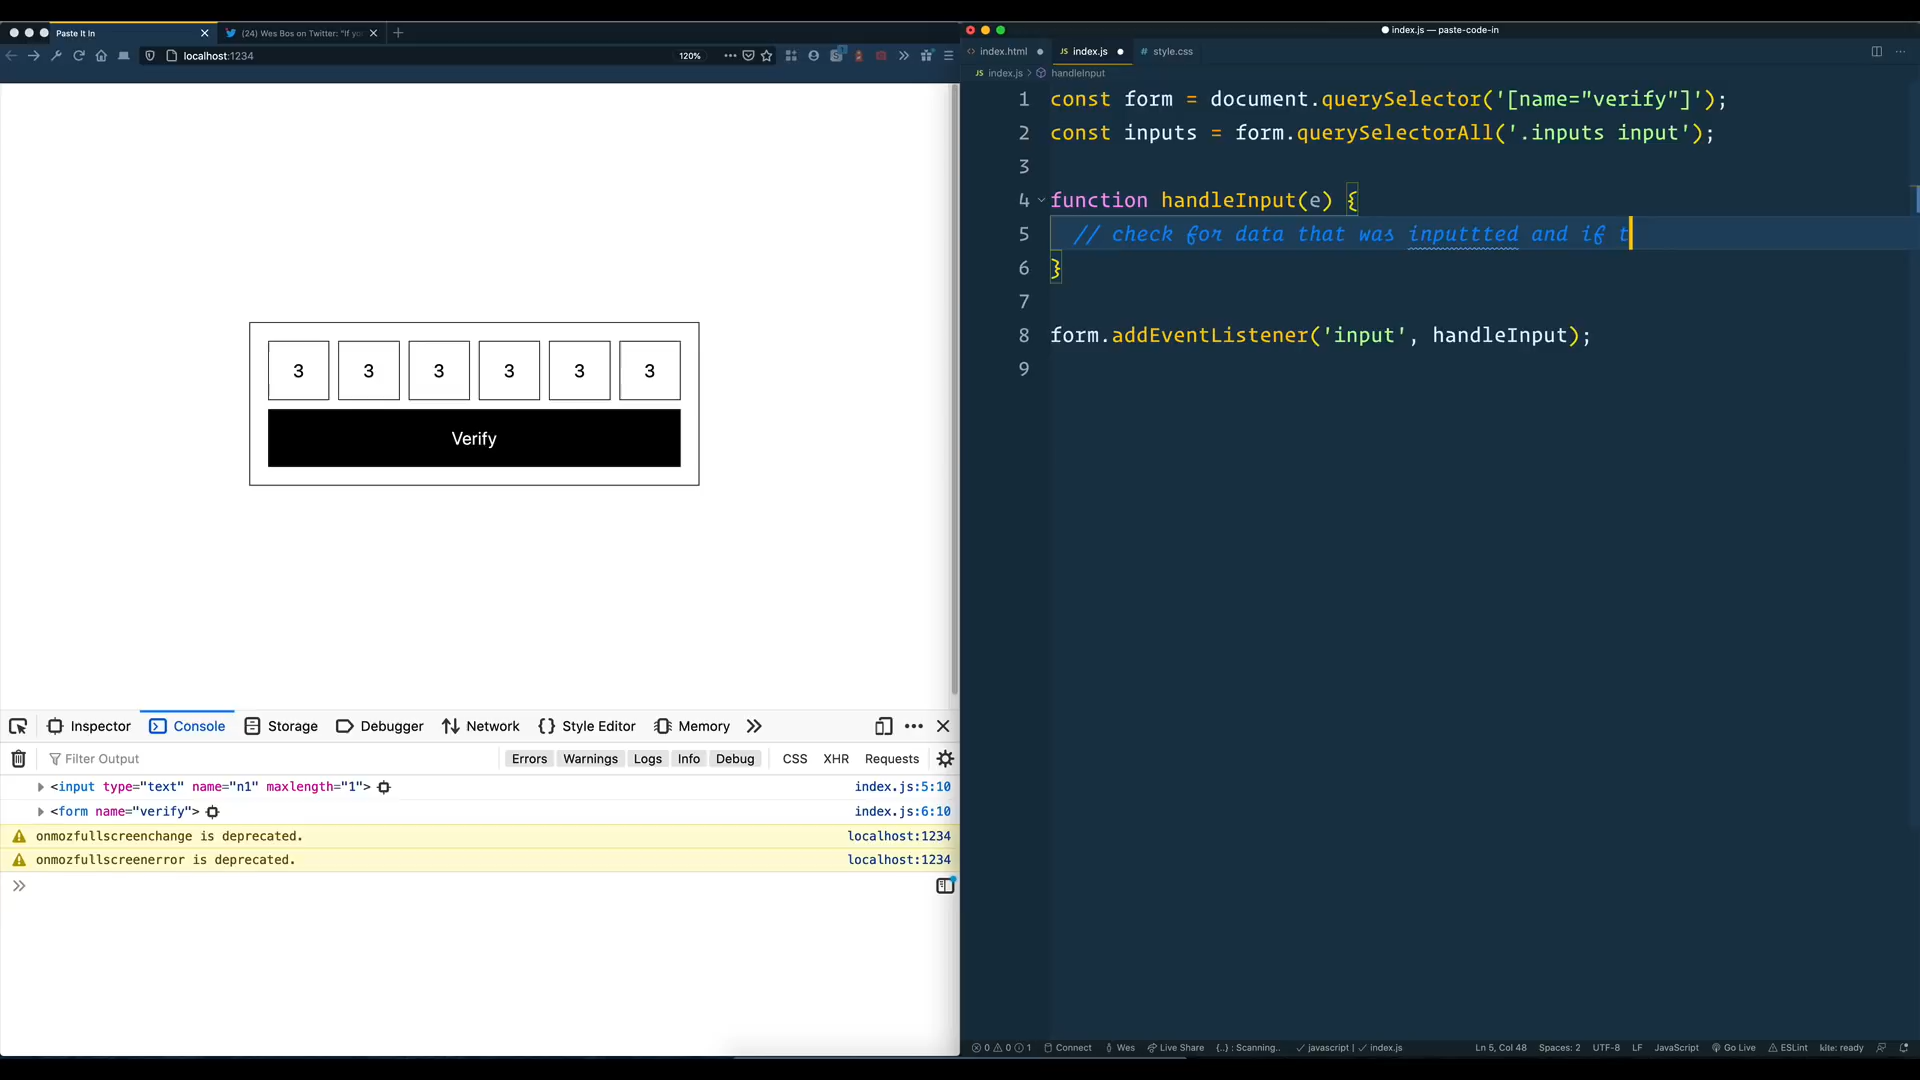 Paste It In
(24) Wes Bos on Twitter: "If yo
localhost:1234
120%
3 3 3 3 3 3
Verify
Inspector Console Storage Debugger Network Style Editor Memory
Filter Output Errors Warnings Logs Info Debug CSS XHR Requests
<input type="text" name="n1" maxlength="1"> index.js:5:10
<form name="verify"> index.js:6:10
onmozfullscreenchange is deprecated. localhost:1234
onmozfullscreenerror is deprecated. localhost:1234
index.js — paste-code-in
index.html JS index.js style.css
JS index.js > handleInput
1 const form = document.querySelector('[name="verify"]');
2 const inputs = form.querySelectorAll('.inputs input');
3
4 function handleInput(e) {
5 // check for data that was inputtted and if t
6 }
7
8 form.addEventListener('input', handleInput);
9
0 0 1 Connect Wes Live Share {..} : Scanning.. javascript | index.js Ln 5, Col 48 Spaces: 2 UTF-8 LF JavaScript Go Live ESLint kite: ready